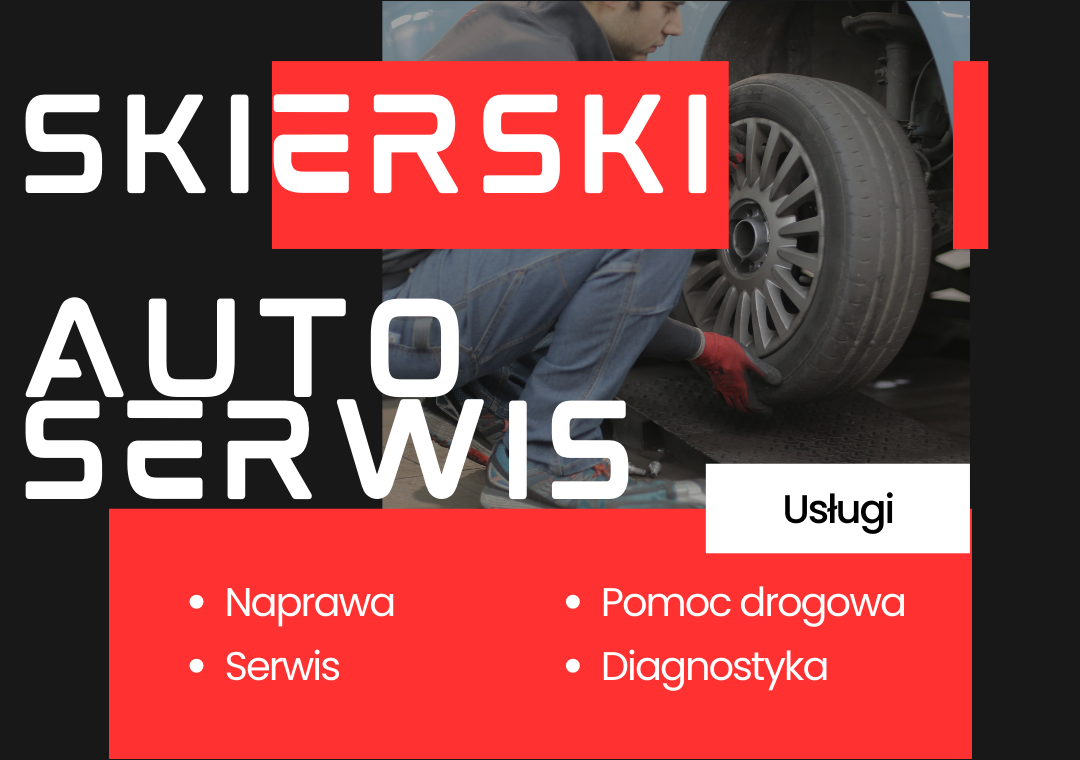 SKIERSKI
AUTO
SERWIS
Usługi
• Naprawa
• Serwis
• Pomoc drogowa
• Diagnostyka